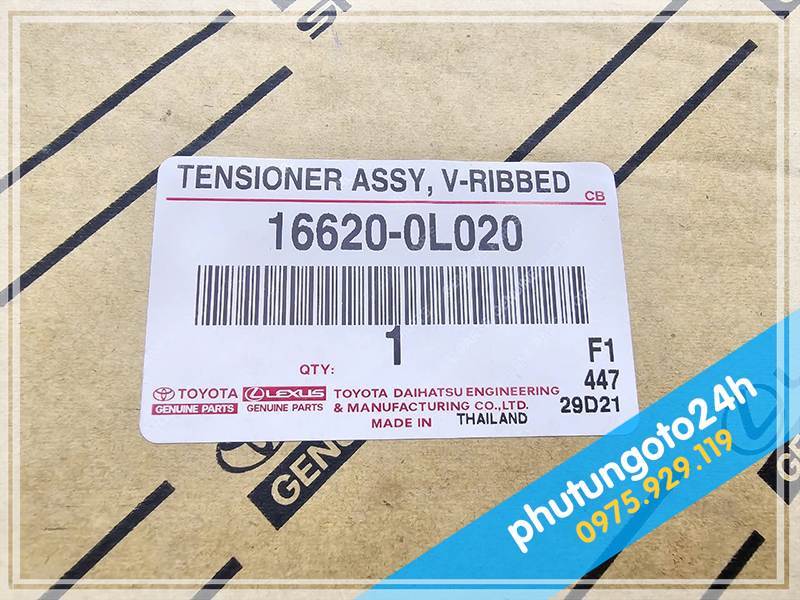 TENSIONER ASSY, V-RIBBED
CB
16620-0L020
1
QTY:
F1
447
29D21
TOYOTA
GENUINE PARTS
LEXUS
GENUINE PARTS
TOYOTA DAIHATSU ENGINEERING
& MANUFACTURING CO.,LTD.
MADE IN THAILAND
GEN
phutungoto24h
0975.929.119